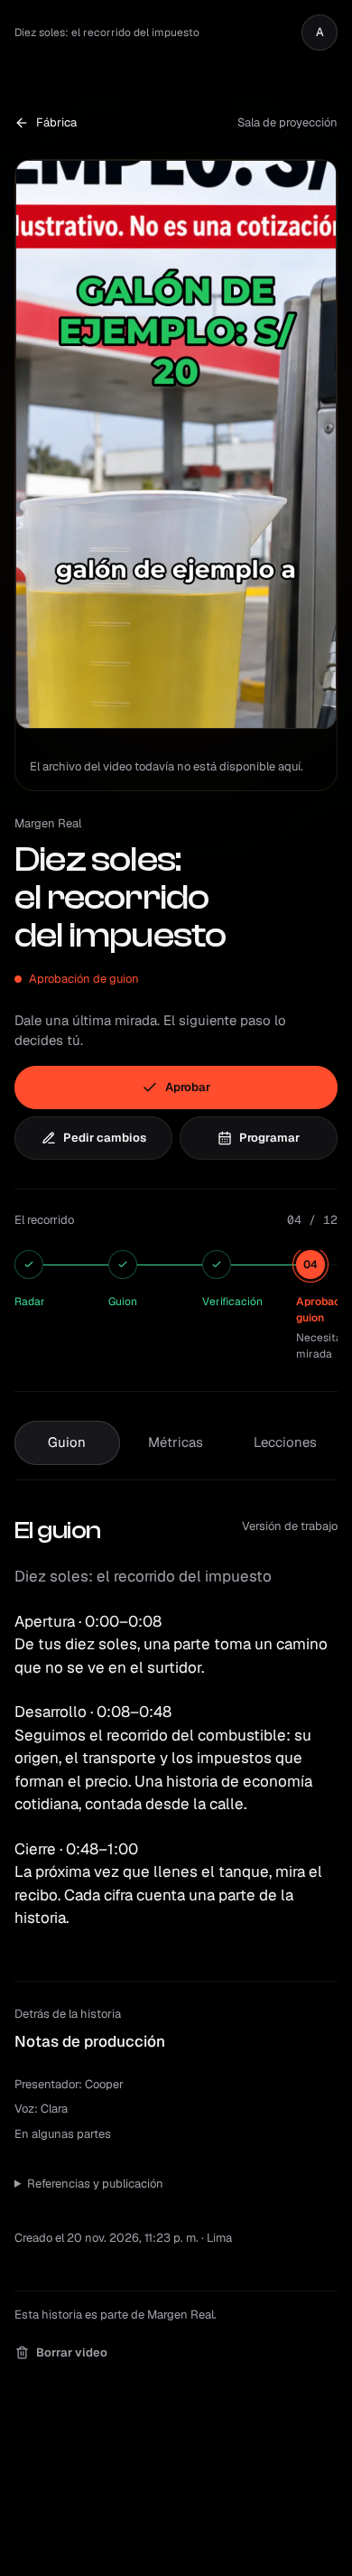 Diez soles: el recorrido del impuesto
A
Fábrica
Sala de proyección
EMPLO: S/
lustrativo. No es una cotización
GALÓN DE
EJEMPLO: S/
20
galón de ejemplo a
El archivo del video todavía no está disponible aquí.
Margen Real
Diez soles:
el recorrido
del impuesto
Aprobación de guion
Dale una última mirada. El siguiente paso lo
decides tú.
Aprobar
Pedir cambios
Programar
El recorrido
04 / 12
04
Radar
Guion
Verificación
Aprobac
guion
Necesita
mirada
Guion
Métricas
Lecciones
El guion
Versión de trabajo
Diez soles: el recorrido del impuesto
Apertura · 0:00–0:08
De tus diez soles, una parte toma un camino
que no se ve en el surtidor.
Desarrollo · 0:08–0:48
Seguimos el recorrido del combustible: su
origen, el transporte y los impuestos que
forman el precio. Una historia de economía
cotidiana, contada desde la calle.
Cierre · 0:48–1:00
La próxima vez que llenes el tanque, mira el
recibo. Cada cifra cuenta una parte de la
historia.
Detrás de la historia
Notas de producción
Presentador: Cooper
Voz: Clara
En algunas partes
Referencias y publicación
Creado el 20 nov. 2026, 11:23 p. m. · Lima
Esta historia es parte de Margen Real.
Borrar video